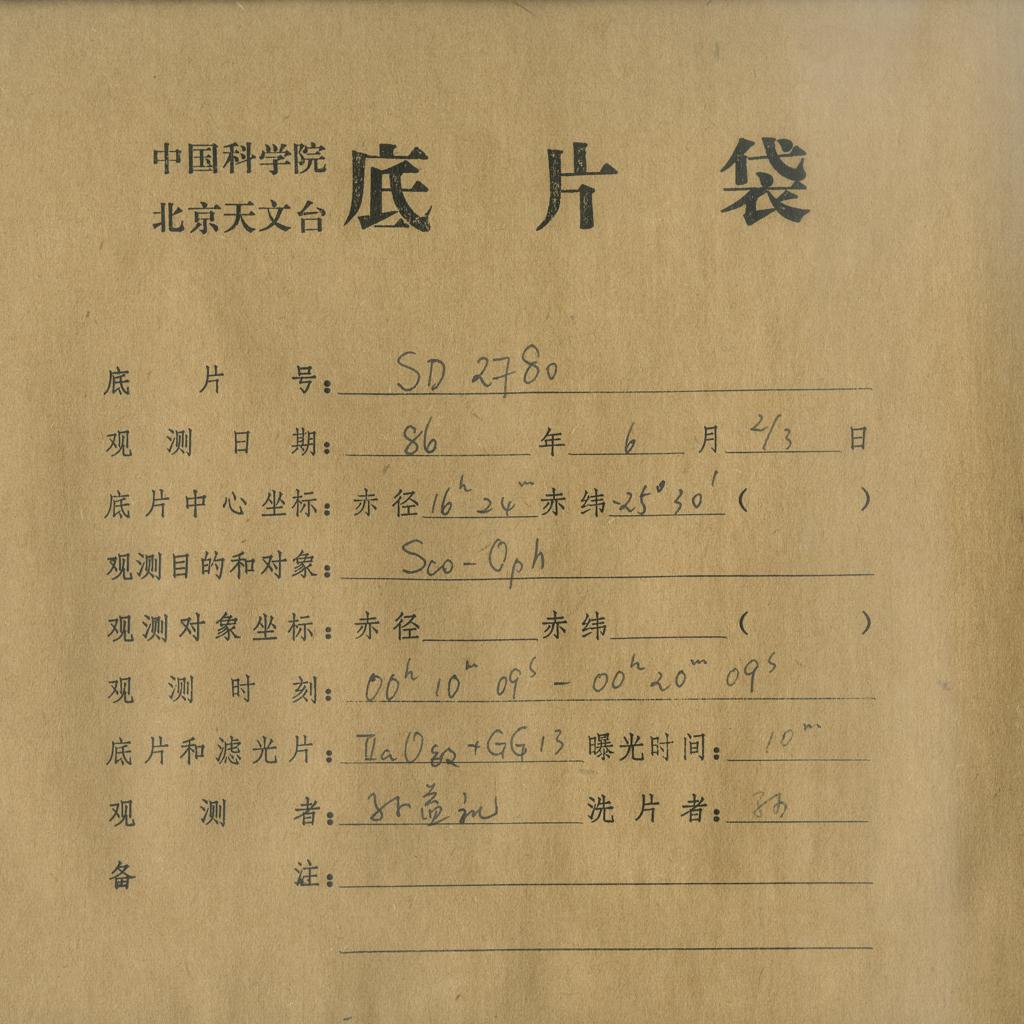 中国科学院
北京天文台
底片袋
底片号: SD 2780
观测日期: 86 年 6 月 2/3 日
底片中心坐标: 赤径 16h 24m 赤纬 -25°30′ ( )
观测目的和对象: Sco-Oph
观测对象坐标: 赤径 赤纬 ( )
观测时刻: 00h 10m 09s - 00h 20m 09s
底片和滤光片: IIaO +GG13 曝光时间: 10m
观测者: 孙益礼 洗片者: 孙
备注: